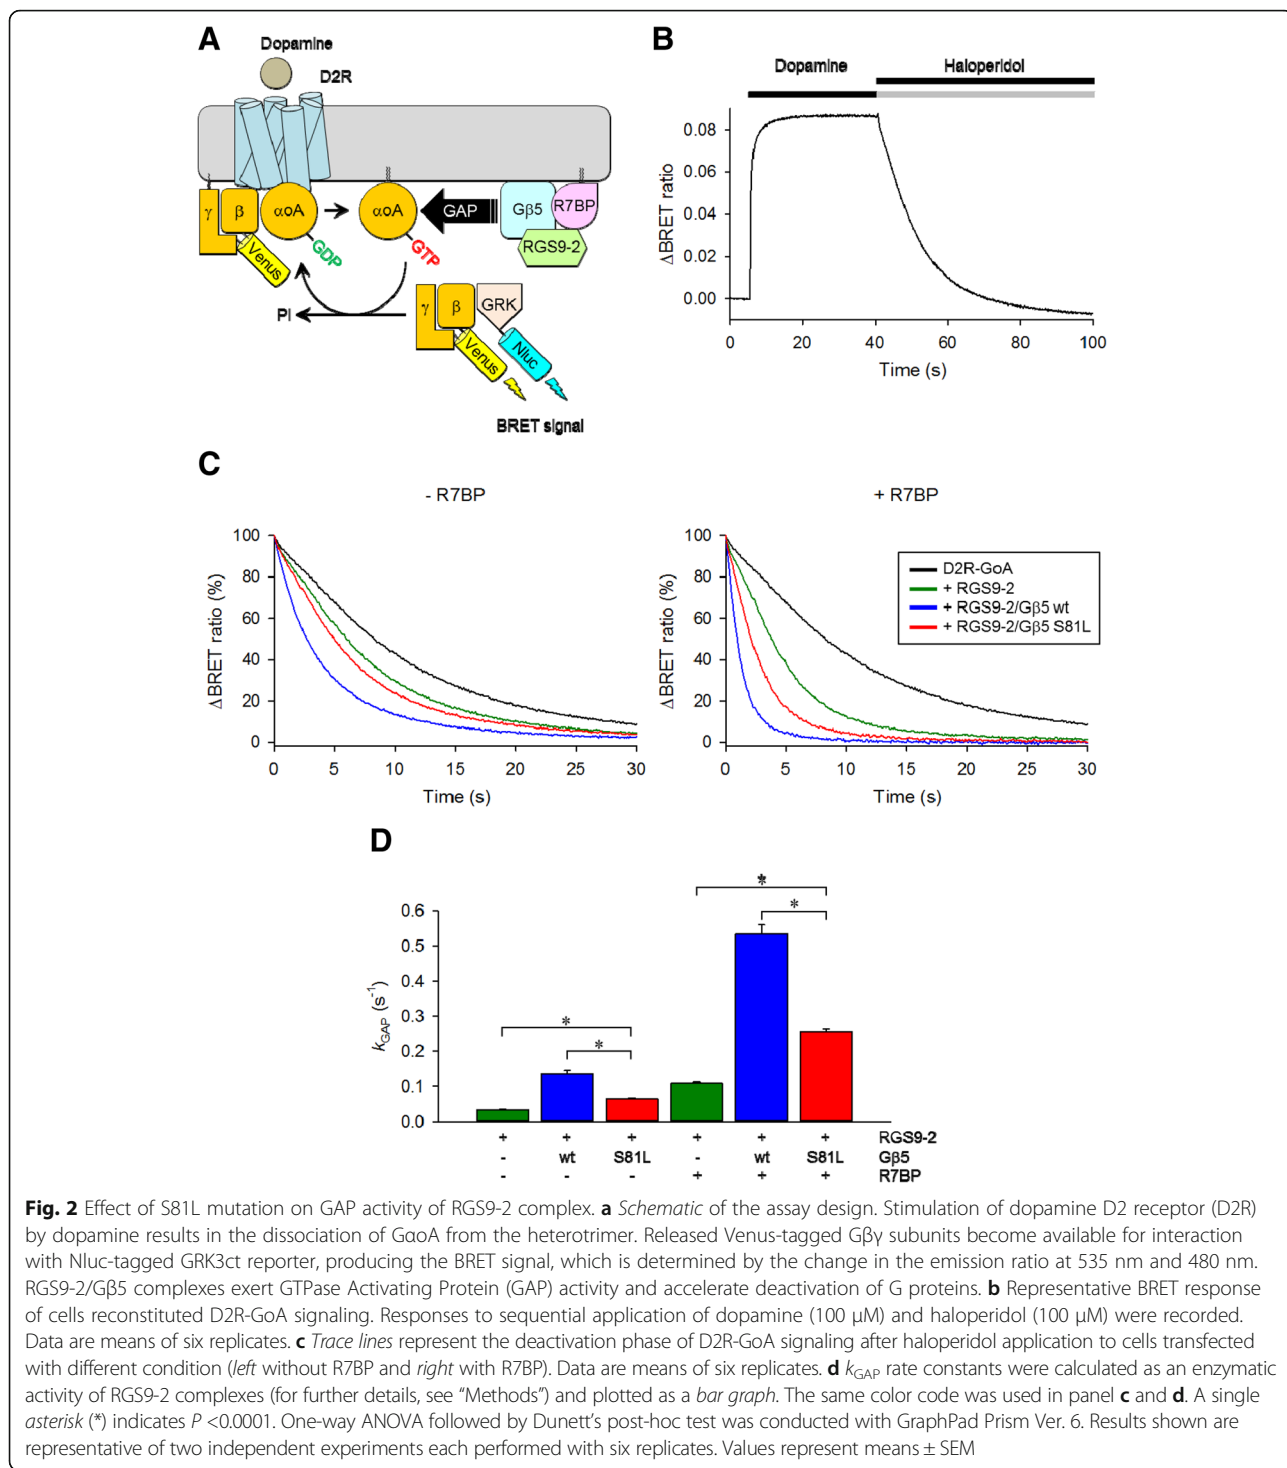 A
Dopamine
D2R
γ
β
αoA
αoA
GAP
Gβ5
R7BP
RGS9-2
Venus
GDP
GTP
PI
γ
β
GRK
Venus
Nluc
BRET signal
B
Dopamine
Haloperidol
0.08
0.06
0.04
0.02
0.00
ΔBRET ratio
0 20 40 60 80 100
Time (s)
C
- R7BP
100
80
60
40
20
0
ΔBRET ratio (%)
0 5 10 15 20 25 30
Time (s)
+ R7BP
100
80
60
40
20
0
ΔBRET ratio (%)
0 5 10 15 20 25 30
Time (s)
D2R-GoA
+ RGS9-2
+ RGS9-2/Gβ5 wt
+ RGS9-2/Gβ5 S81L
D
* 
*
*
*
0.6
0.5
0.4
0.3
0.2
0.1
0.0
kGAP (s-1)
+ + + + + + RGS9-2
- wt S81L - wt S81L Gβ5
- - - + + + R7BP
Fig. 2 Effect of S81L mutation on GAP activity of RGS9-2 complex. a Schematic of the assay design. Stimulation of dopamine D2 receptor (D2R)
by dopamine results in the dissociation of GαoA from the heterotrimer. Released Venus-tagged Gβγ subunits become available for interaction
with Nluc-tagged GRK3ct reporter, producing the BRET signal, which is determined by the change in the emission ratio at 535 nm and 480 nm.
RGS9-2/Gβ5 complexes exert GTPase Activating Protein (GAP) activity and accelerate deactivation of G proteins. b Representative BRET response
of cells reconstituted D2R-GoA signaling. Responses to sequential application of dopamine (100 μM) and haloperidol (100 μM) were recorded.
Data are means of six replicates. c Trace lines represent the deactivation phase of D2R-GoA signaling after haloperidol application to cells transfected
with different condition (left without R7BP and right with R7BP). Data are means of six replicates. d kGAP rate constants were calculated as an enzymatic
activity of RGS9-2 complexes (for further details, see “Methods”) and plotted as a bar graph. The same color code was used in panel c and d. A single
asterisk (*) indicates P <0.0001. One-way ANOVA followed by Dunett’s post-hoc test was conducted with GraphPad Prism Ver. 6. Results shown are
representative of two independent experiments each performed with six replicates. Values represent means ± SEM